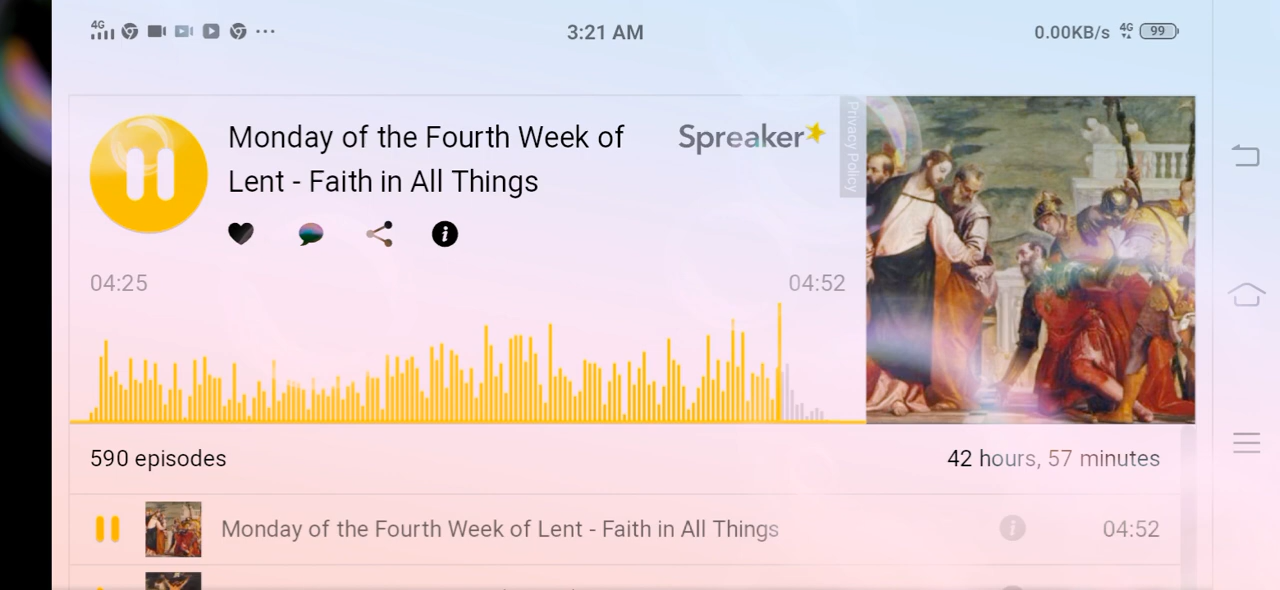 4G
3:21 AM
0.00KB/s 4G 99
Monday of the Fourth Week of
Lent - Faith in All Things
Spreaker
Privacy Policy
04:25
04:52
590 episodes
42 hours, 57 minutes
Monday of the Fourth Week of Lent - Faith in All Things
04:52